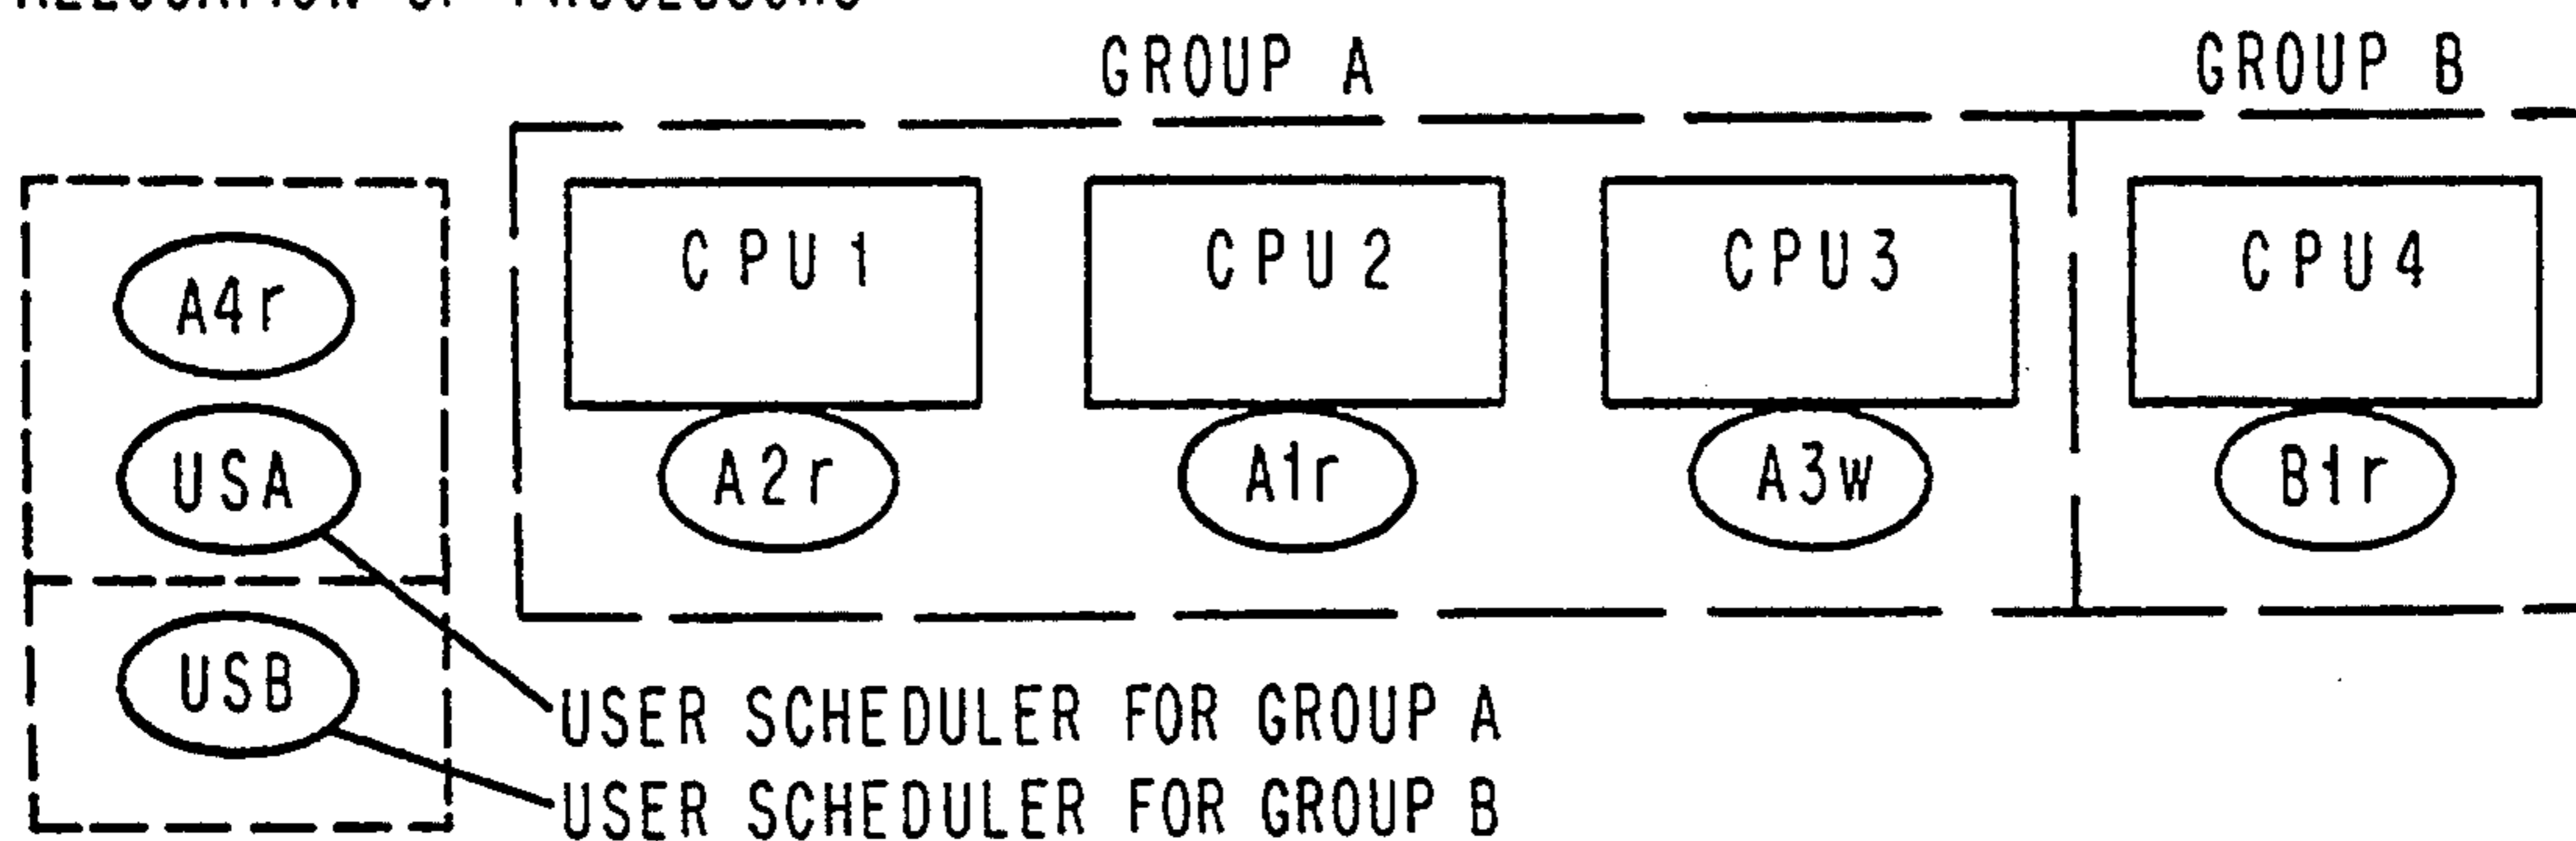 GROUP A
GROUP B
CPU1
CPU2
CPU3
CPU4
A4r
USA
USB
A2r
A1r
A3w
B1r
USER SCHEDULER FOR GROUP A
USER SCHEDULER FOR GROUP B